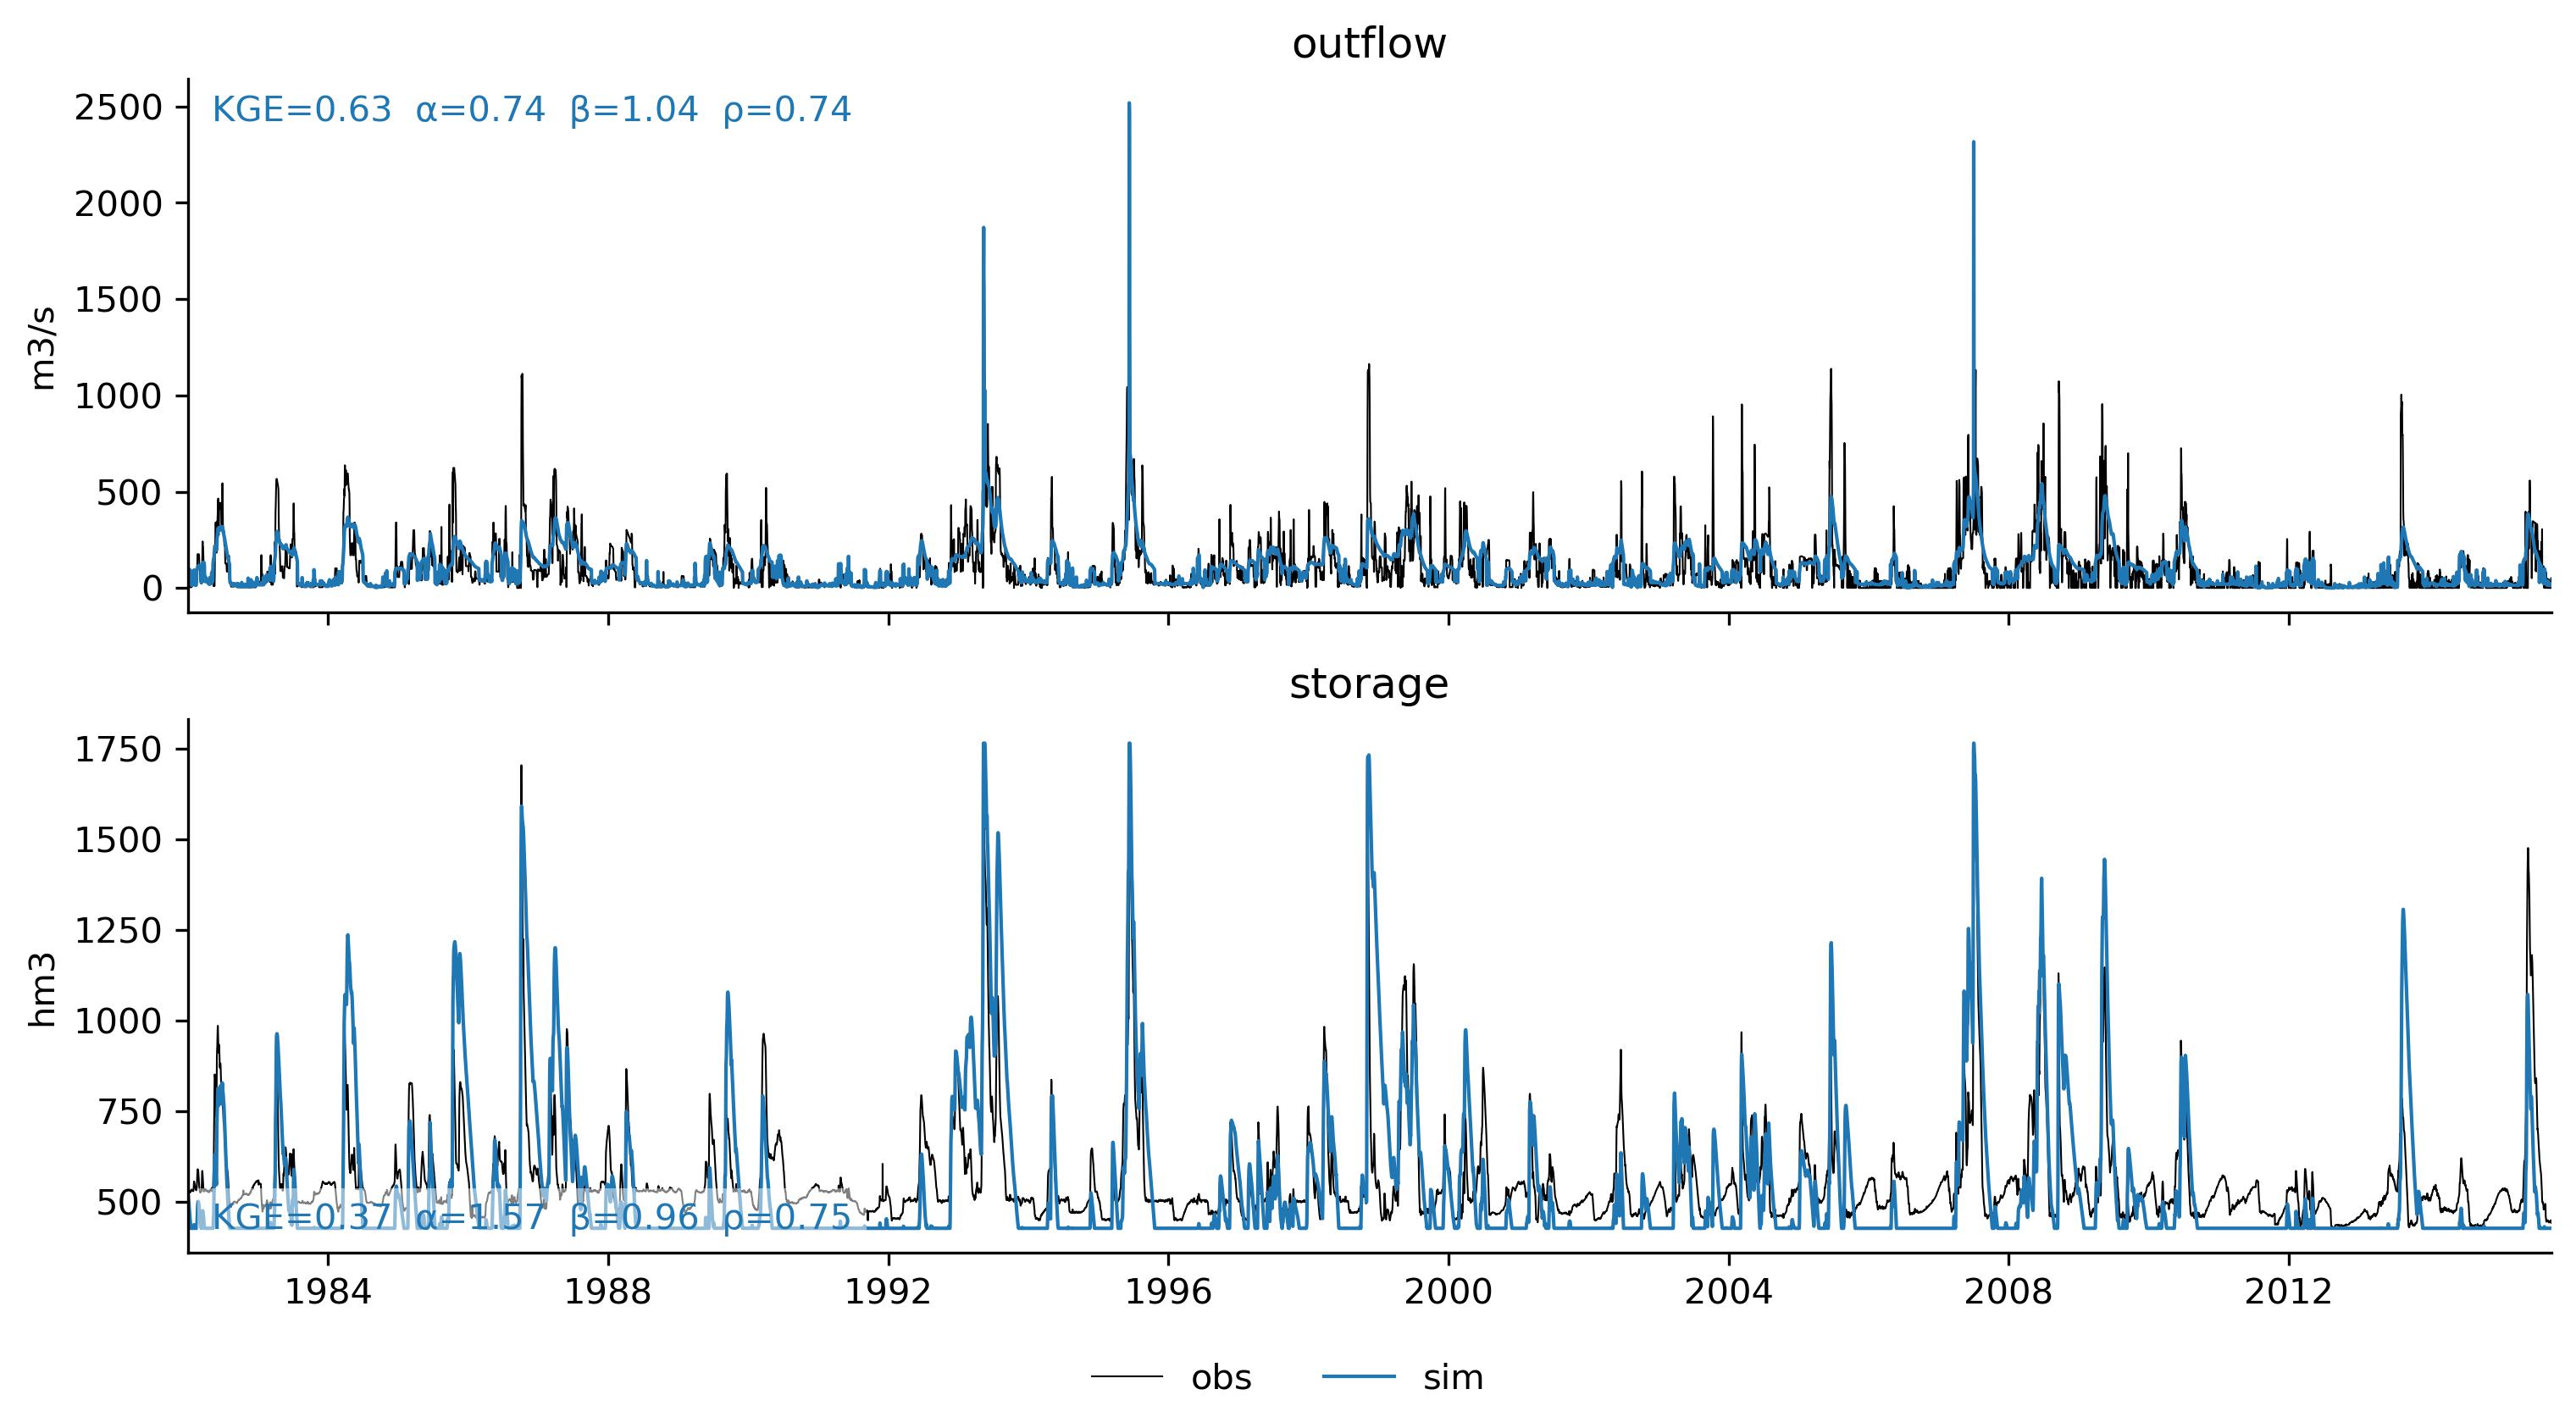 outflow
KGE=0.63 α=0.74 β=1.04 ρ=0.74
2500
2000
1500
1000
500
0
m3/s
storage
1750
1500
1250
1000
750
500
hm3
KGE=0.37 α=1.57 β=0.96 ρ=0.75
1984 1988 1992 1996 2000 2004 2008 2012
obs sim